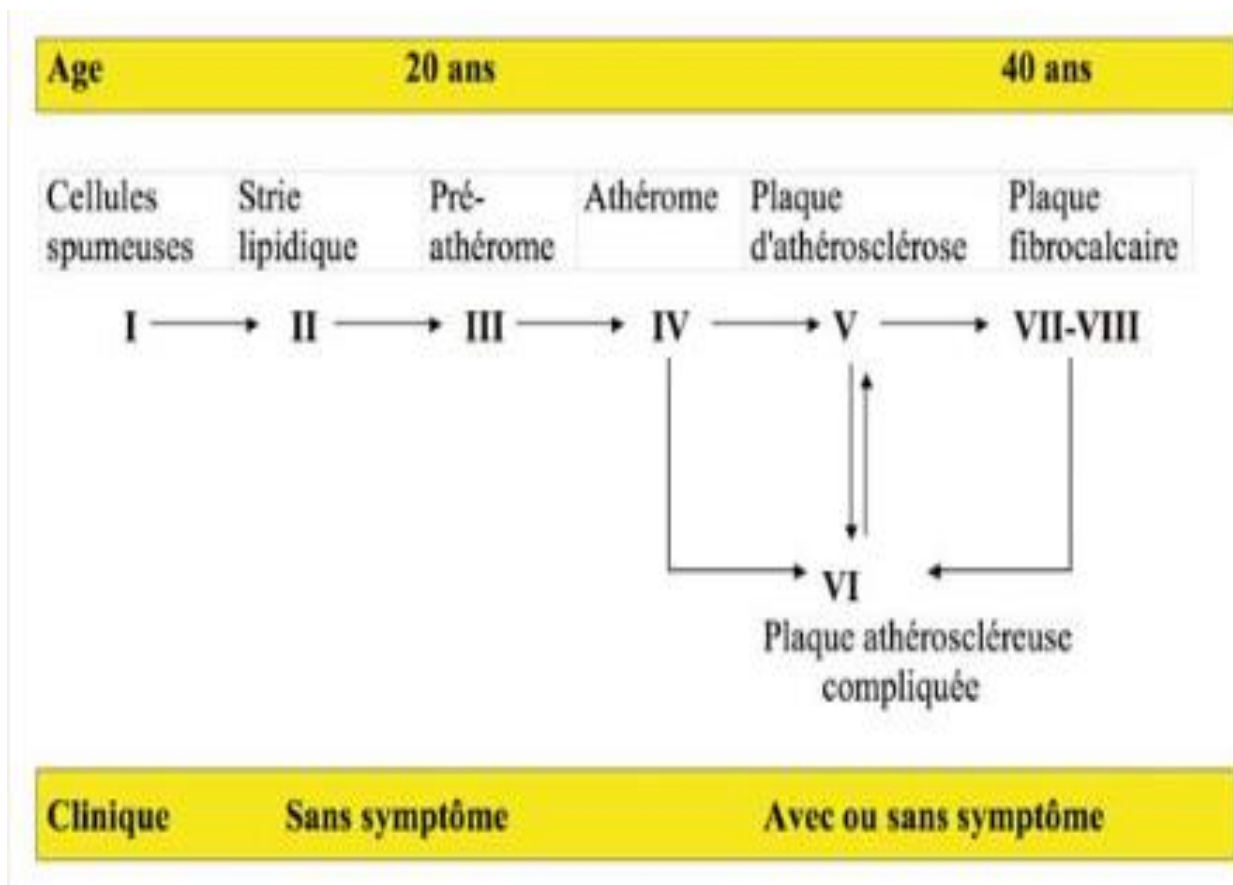 Age 20 ans 40 ans
Cellules Strie Pré- Athérome Plaque Plaque
spumeuses lipidique athérome d'athérosclérose fibrocalcaire
I II III IV V VII-VIII
VI
Plaque athéroscléreuse
compliquée
Clinique Sans symptôme Avec ou sans symptôme